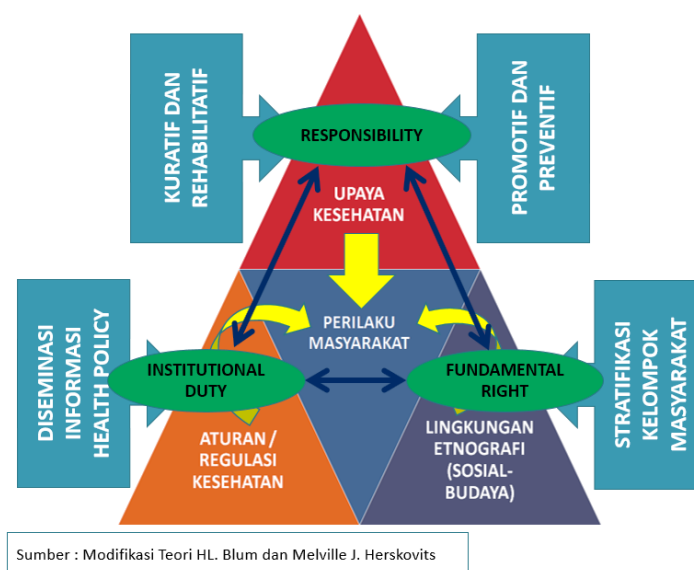 KURATIF DAN
REHABILITATIF
RESPONSIBILITY
PROMOTIF DAN
PREVENTIF
UPAYA
KESEHATAN
PERILAKU
MASYARAKAT
DISEMINASI
INFORMASI
HEALTH POLICY
INSTITUTIONAL
DUTY
FUNDAMENTAL
RIGHT
STRATIFIKASI
KELOMPOK
MASYARAKAT
ATURAN /
REGULASI
KESEHATAN
LINGKUNGAN
ETNOGRAFI
(SOSIAL-
BUDAYA)
Sumber : Modifikasi Teori HL. Blum dan Melville J. Herskovits